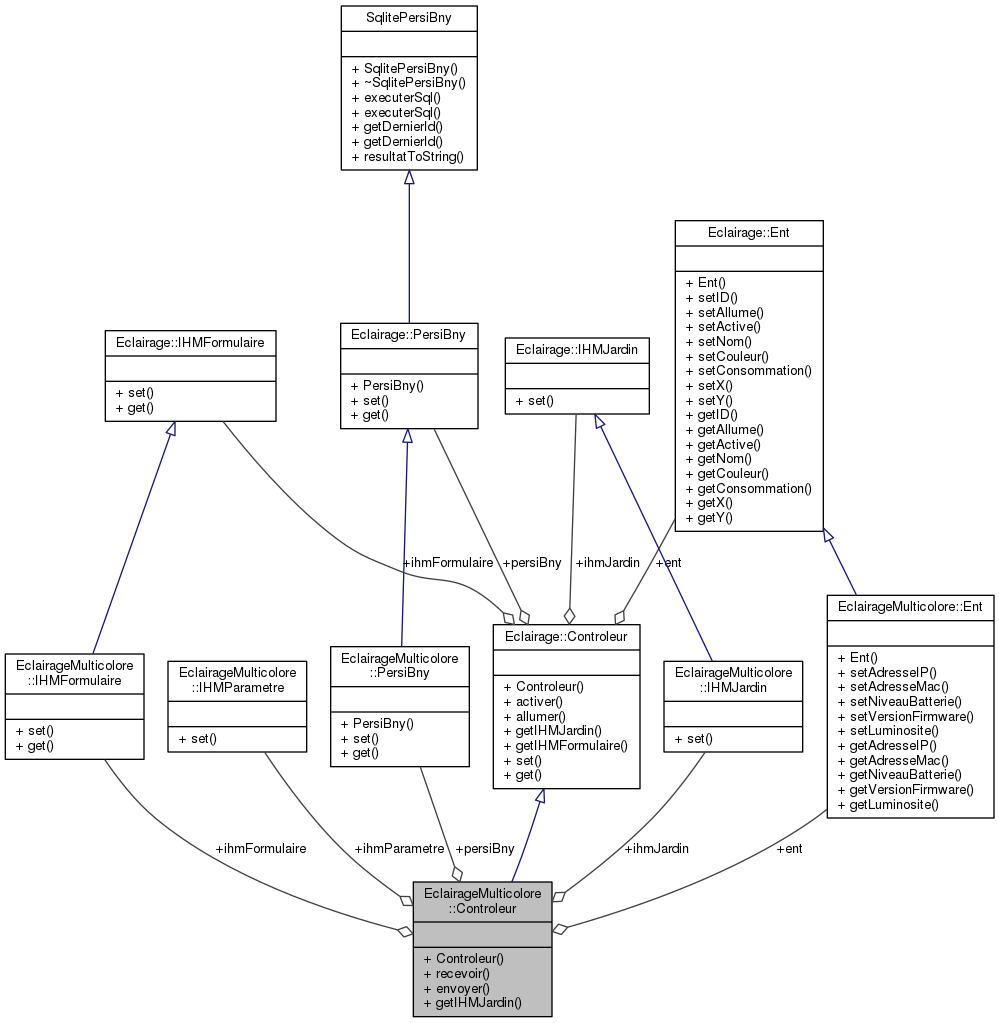 SqlitePersiBny
+ SqlitePersiBny()
+ ~SqlitePersiBny()
+ executerSql()
+ executerSql()
+ getDernierId()
+ getDernierId()
+ resultatToString()
Eclairage::Ent
+ Ent()
+ setID()
+ setAllume()
+ setActive()
+ setNom()
+ setCouleur()
+ setConsommation()
+ setX()
+ setY()
+ getID()
+ getAllume()
+ getActive()
+ getNom()
+ getCouleur()
+ getConsommation()
+ getX()
+ getY()
Eclairage::IHMFormulaire
+ set()
+ get()
Eclairage::PersiBny
+ PersiBny()
+ set()
+ get()
Eclairage::IHMJardin
+ set()
+ihmFormulaire
+persiBny
+ihmJardin
+ent
EclairageMulticolore
::IHMFormulaire
+ set()
+ get()
EclairageMulticolore
::IHMParametre
+ set()
EclairageMulticolore
::PersiBny
+ PersiBny()
+ set()
+ get()
Eclairage::Controleur
+ Controleur()
+ activer()
+ allumer()
+ getIHMJardin()
+ getIHMFormulaire()
+ set()
+ get()
EclairageMulticolore
::IHMJardin
+ set()
EclairageMulticolore::Ent
+ Ent()
+ setAdresseIP()
+ setAdresseMac()
+ setNiveauBatterie()
+ setVersionFirmware()
+ setLuminosite()
+ getAdresseIP()
+ getAdresseMac()
+ getNiveauBatterie()
+ getVersionFirmware()
+ getLuminosite()
+ihmFormulaire
+ihmParametre
+persiBny
+ihmJardin
+ent
EclairageMulticolore
::Controleur
+ Controleur()
+ recevoir()
+ envoyer()
+ getIHMJardin()